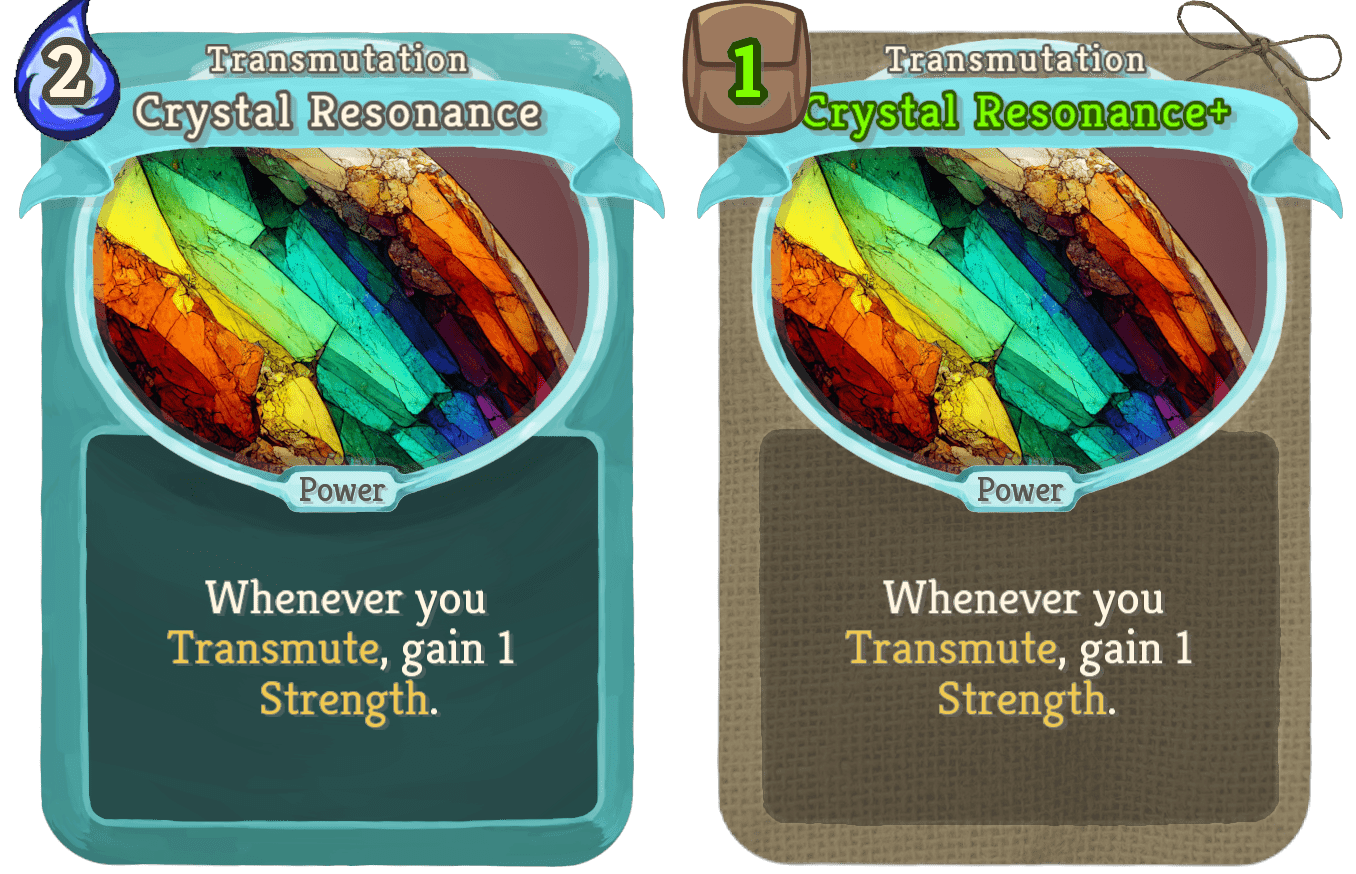 2
Transmutation
Crystal Resonance
Power
Whenever you
Transmute, gain 1
Strength.
1
Transmutation
Crystal Resonance+
Power
Whenever you
Transmute, gain 1
Strength.